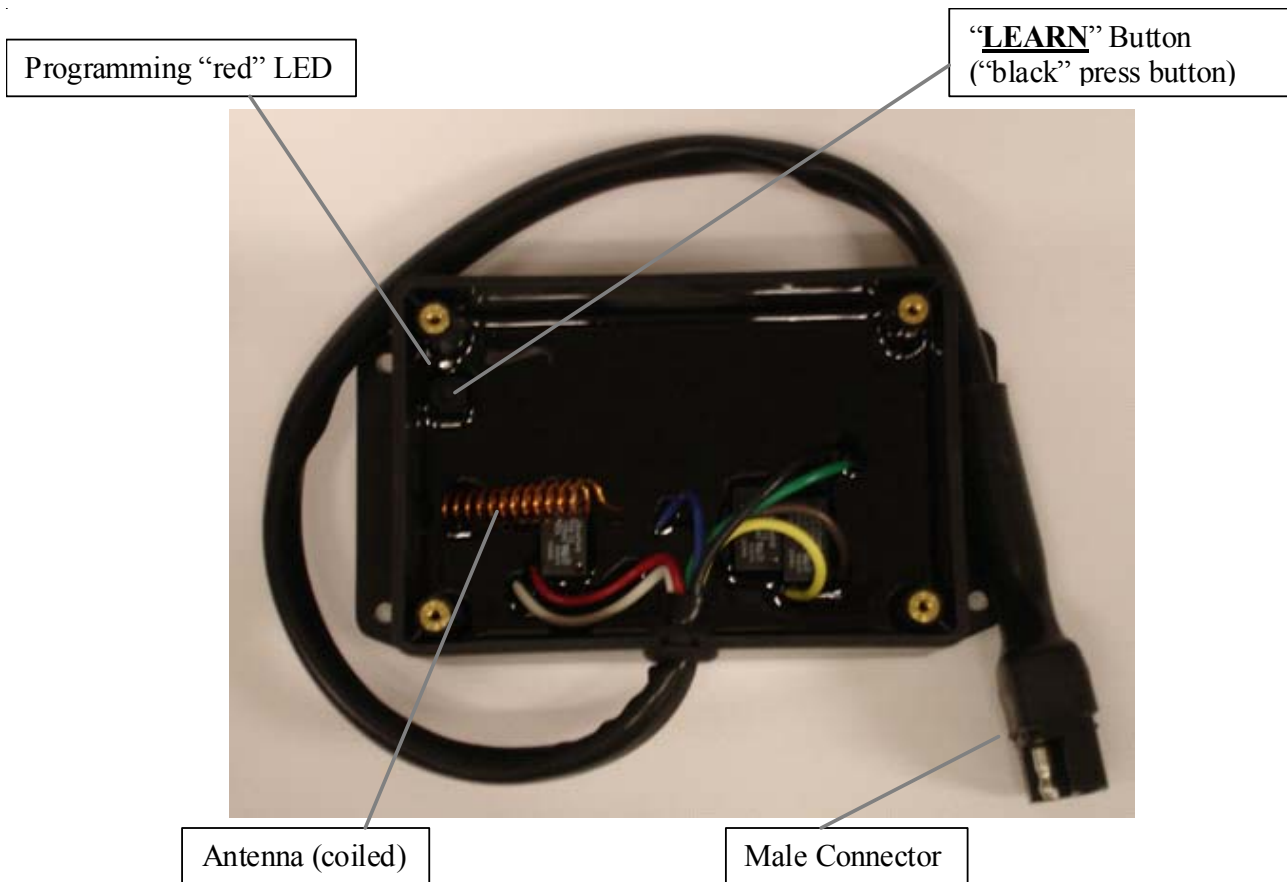 Programming “red” LED
“LEARN” Button
(“black” press button)
Antenna (coiled)
Male Connector